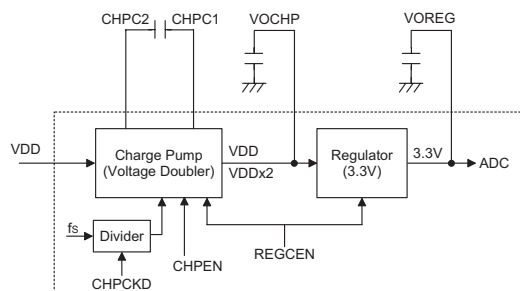 CHPC2 CHPC1
VOCHP
VOREG
VDD
Charge Pump
(Voltage Doubler)
VDD
VDDx2
Regulator
(3.3V)
3.3V
ADC
fs
Divider
CHPCKD
CHPEN
REGCEN